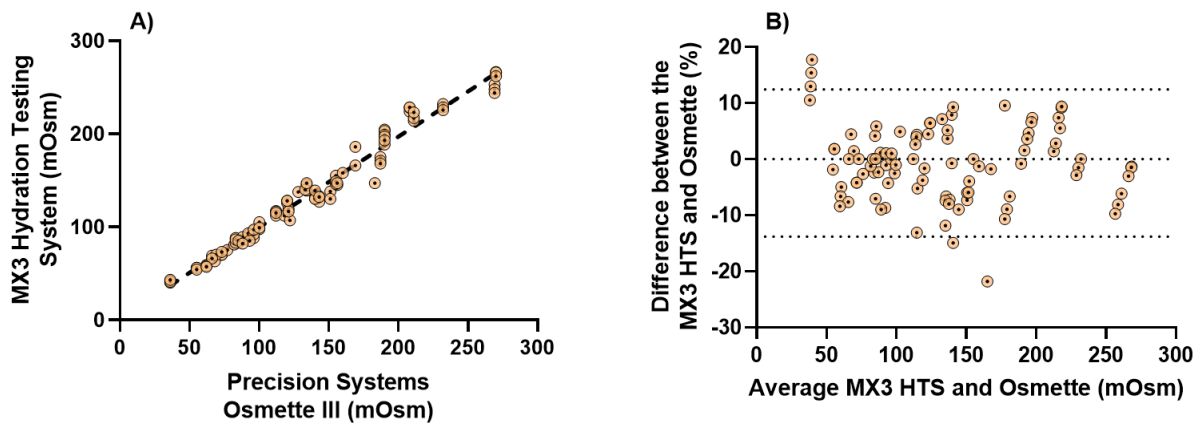 A)
MX3 Hydration Testing
System (mOsm)
300
200
100
0
0 50 100 150 200 250 300
Precision Systems
Osmette III (mOsm)
B)
Difference between the
MX3 HTS and Osmette (%)
20
10
0
-10
-20
-30
0 50 100 150 200 250 300
Average MX3 HTS and Osmette (mOsm)